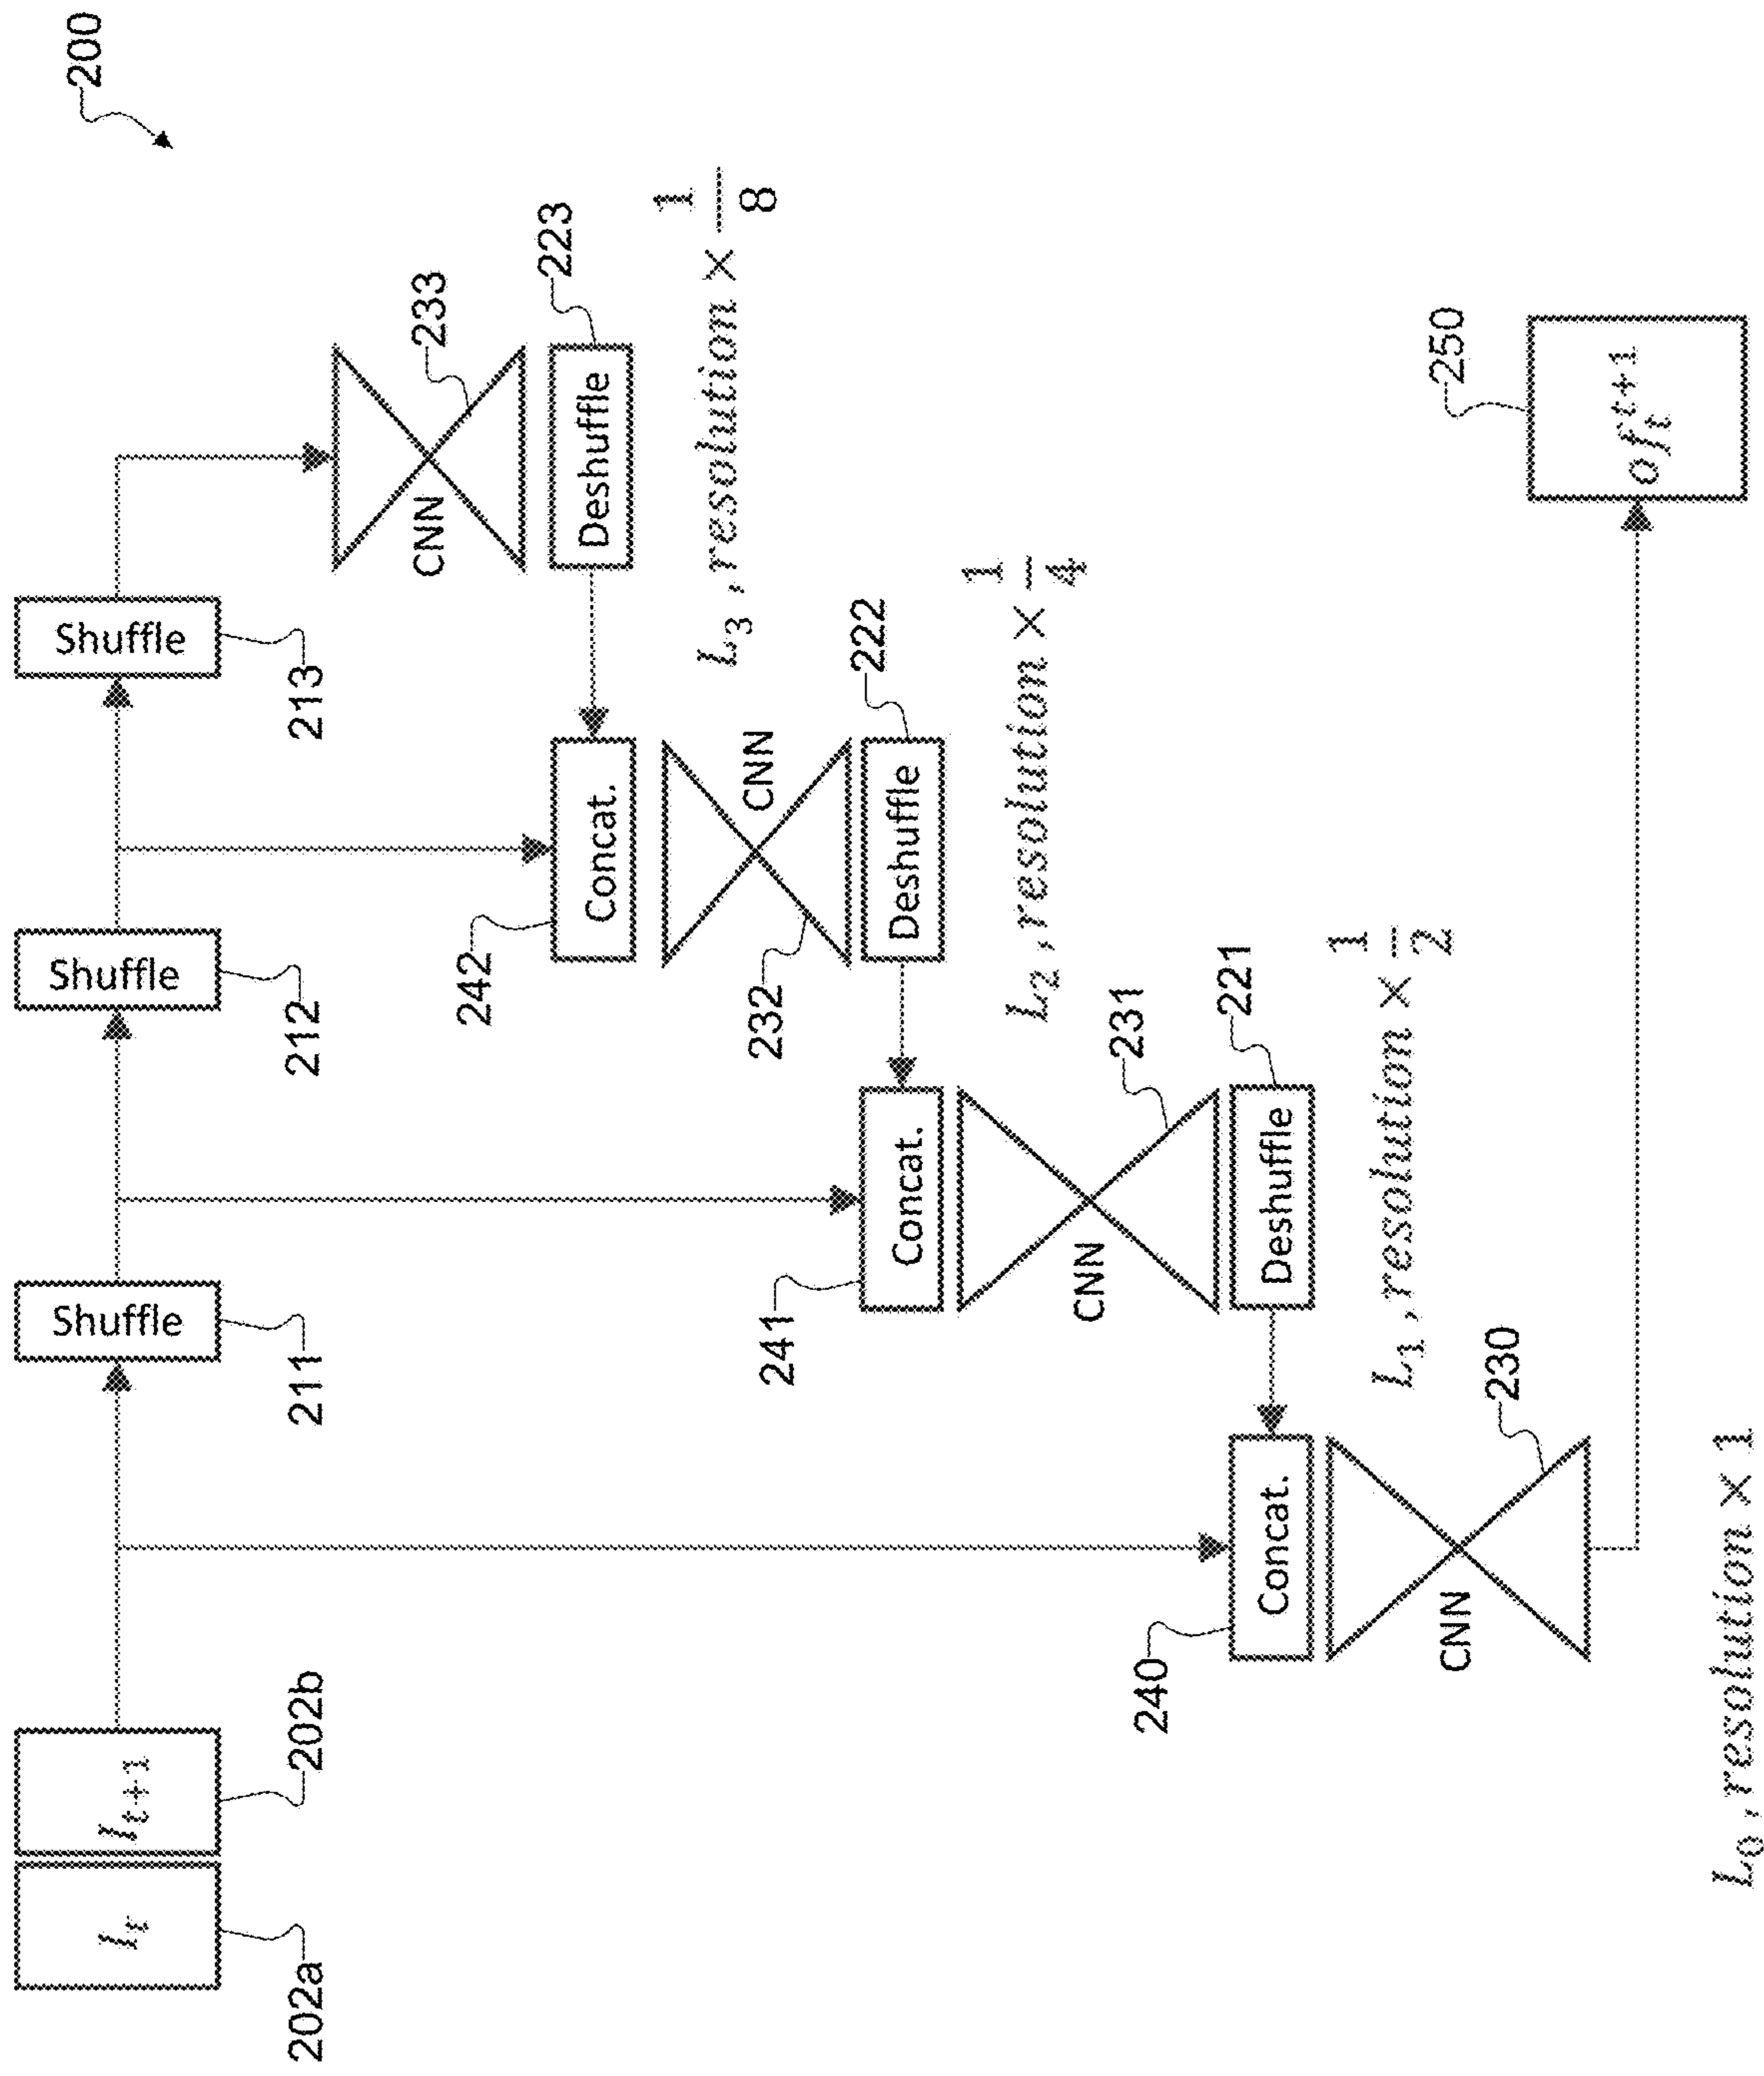 200
I_t
I_{t+1}
202a
202b
Shuffle
211
Shuffle
212
Shuffle
213
CNN
233
Deshuffle
223
L_3, resolution × 1/8
242
Concat.
232
CNN
Deshuffle
222
L_2, resolution × 1/4
241
Concat.
CNN
231
Deshuffle
221
L_1, resolution × 1/2
240
Concat.
CNN
230
L_0, resolution × 1
250
of_t^{t+1}